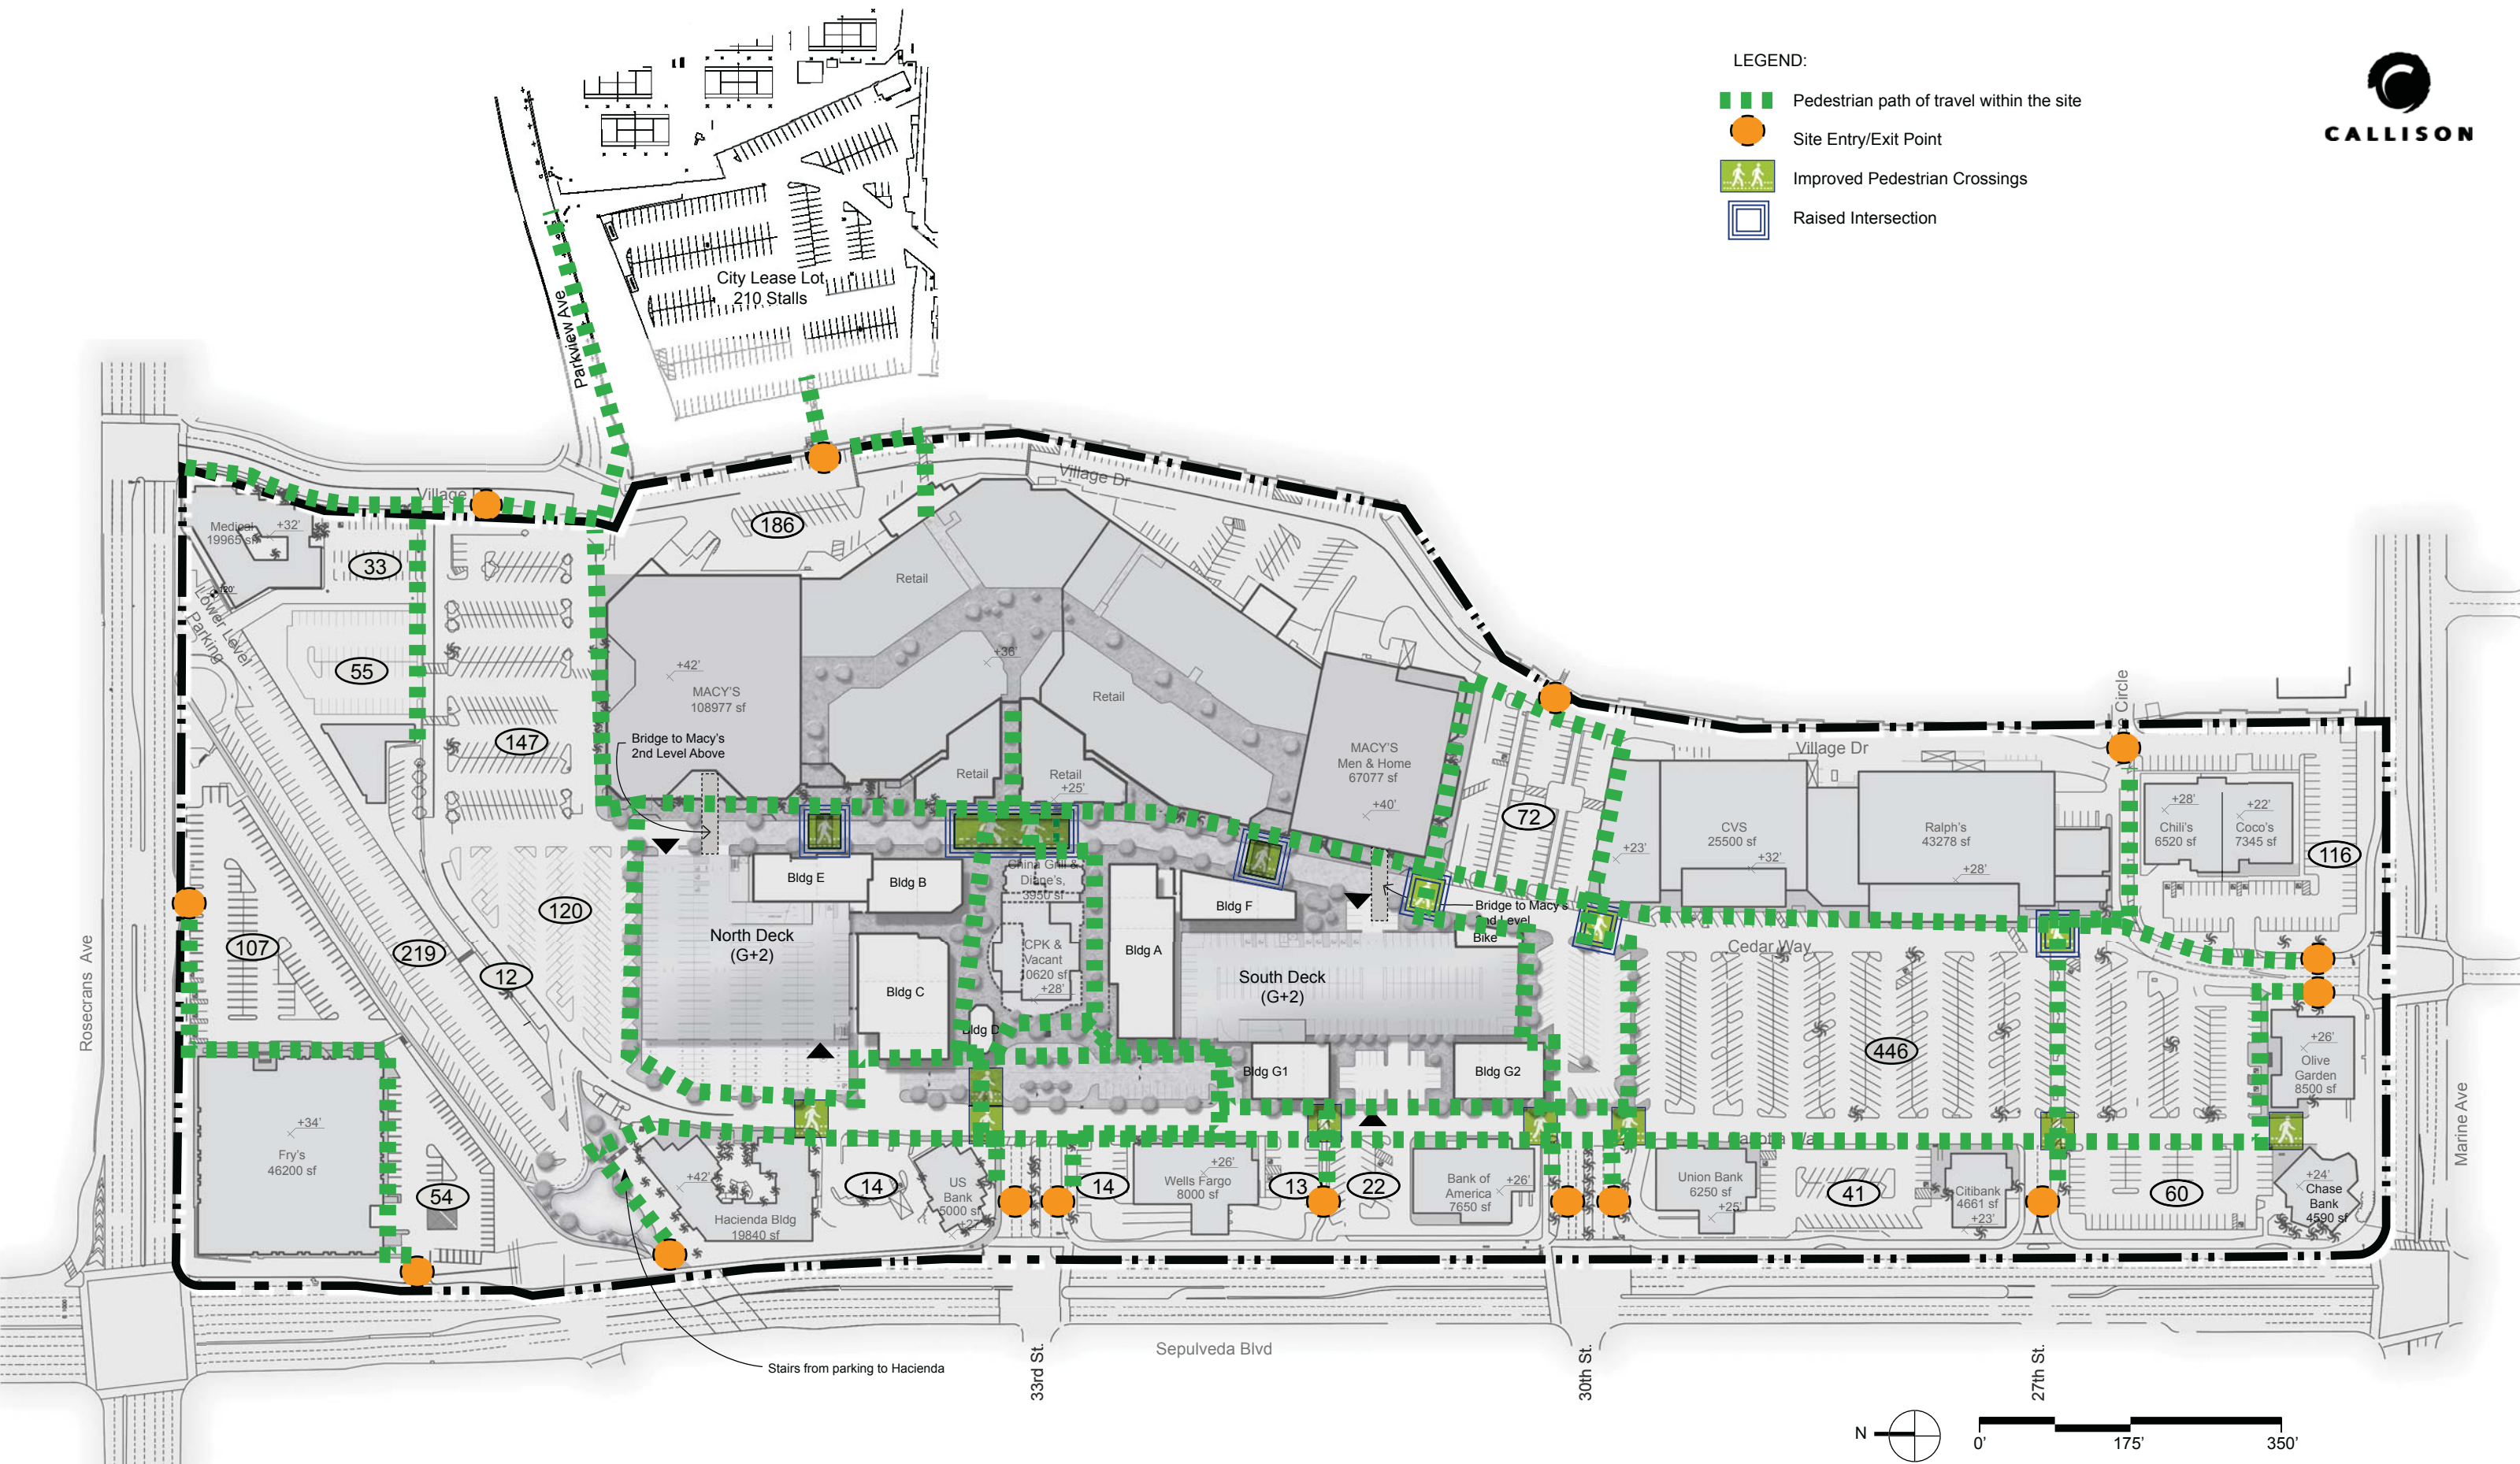 LEGEND:
Pedestrian path of travel within the site
Site Entry/Exit Point
Improved Pedestrian Crossings
Raised Intersection
CALLISON
City Lease Lot
210 Stalls
Parkview Ave
Village Dr
Village
Medical
19965 sf
+32'
33
186
Lower Level
Parking
55
147
Retail
+36'
Retail
+42'
MACY'S
108977 sf
Bridge to Macy's
2nd Level Above
Retail
Retail
+25'
MACY'S
Men & Home
67077 sf
+40'
72
Village Dr
Circle
+23'
CVS
25500 sf
+32'
Ralph's
43278 sf
+28'
+28'
Chili's
6520 sf
+22'
Coco's
7345 sf
116
Bldg E
Bldg B
China Grill &
Diane's,
3950 sf
Bldg F
Bridge to Macy's
2nd Level
Bike
120
107
219
12
North Deck
(G+2)
Bldg C
CPK &
Vacant
10620 sf
+28'
Bldg A
South Deck
(G+2)
Cedar Way
Bldg D
Bldg G1
Bldg G2
446
+26'
Olive
Garden
8500 sf
Rosecrans Ave
Marine Ave
+34'
Fry's
46200 sf
54
+42'
Hacienda Bldg
19840 sf
14
US
Bank
5000 sf
+27'
14
+26'
Wells Fargo
8000 sf
13
22
Bank of
America
7650 sf
+26'
Union Bank
6250 sf
+25'
41
Citibank
4661 sf
+23'
60
+24'
Chase
Bank
4590 sf
Stairs from parking to Hacienda
33rd St.
Sepulveda Blvd
30th St.
27th St.
N
0'
175'
350'